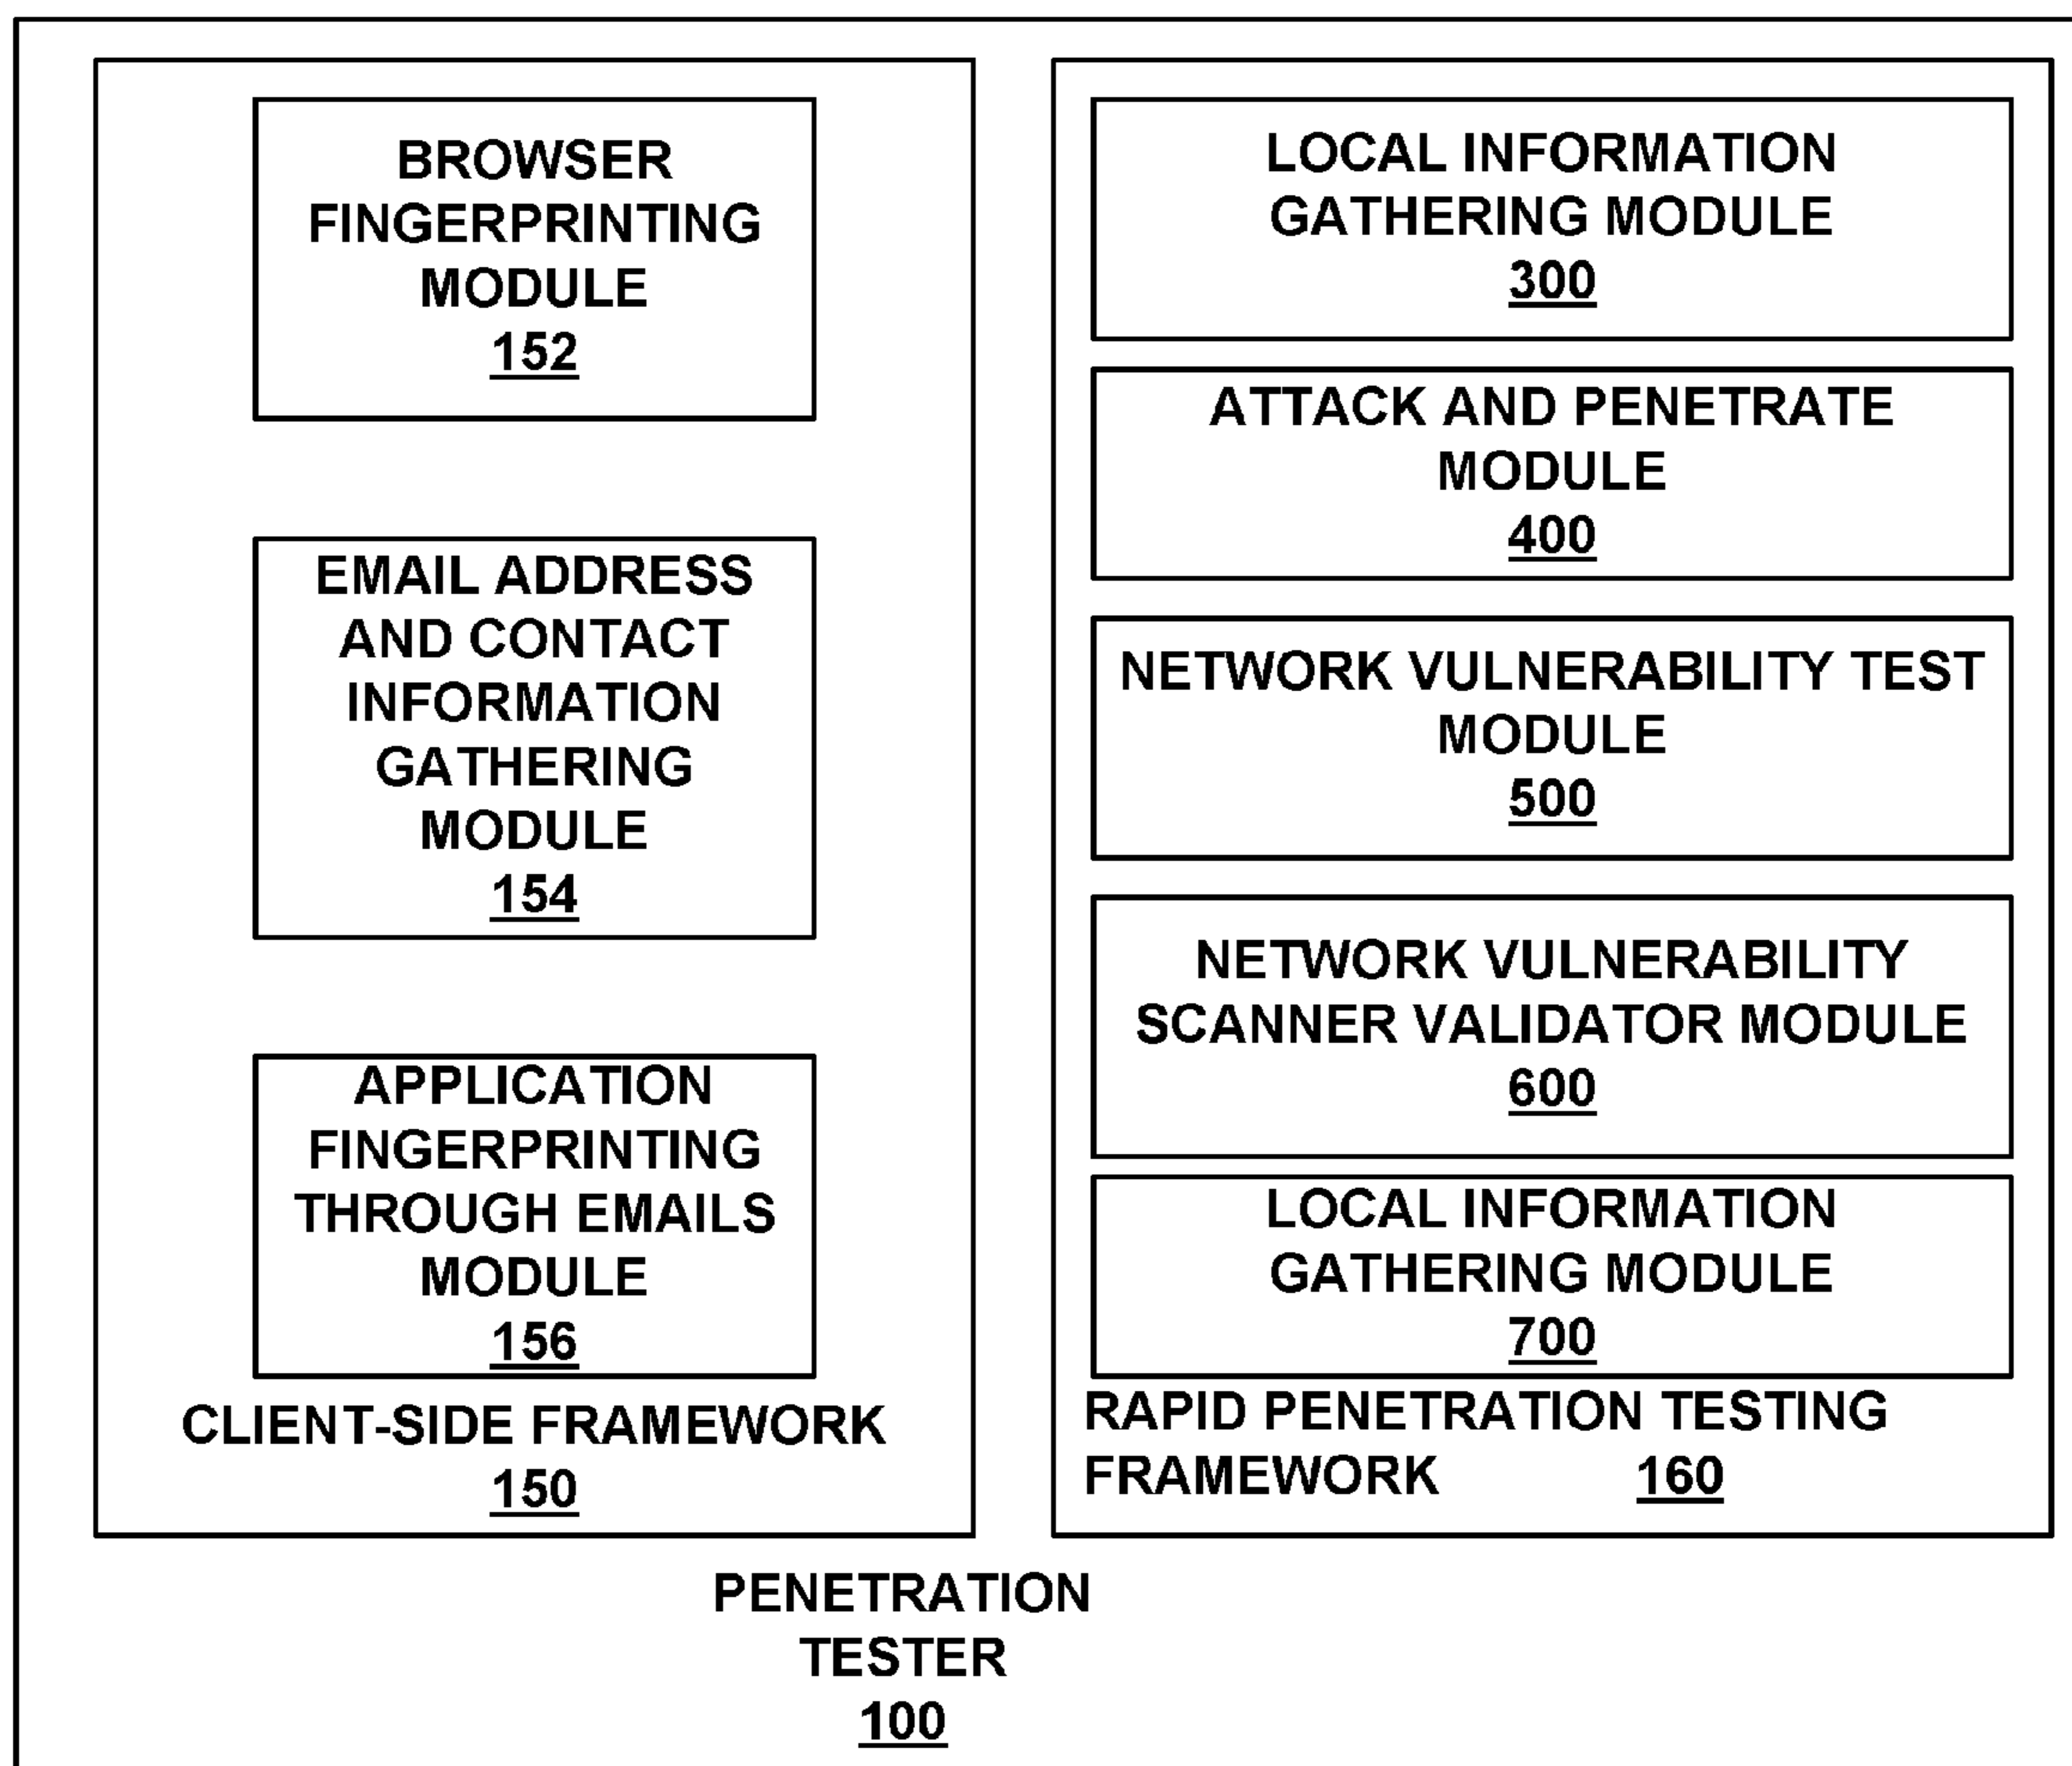 BROWSER
FINGERPRINTING
MODULE
152
EMAIL ADDRESS
AND CONTACT
INFORMATION
GATHERING
MODULE
154
APPLICATION
FINGERPRINTING
THROUGH EMAILS
MODULE
156
CLIENT-SIDE FRAMEWORK
150
LOCAL INFORMATION
GATHERING MODULE
300
ATTACK AND PENETRATE
MODULE
400
NETWORK VULNERABILITY TEST
MODULE
500
NETWORK VULNERABILITY
SCANNER VALIDATOR MODULE
600
LOCAL INFORMATION
GATHERING MODULE
700
RAPID PENETRATION TESTING
FRAMEWORK 160
PENETRATION
TESTER
100